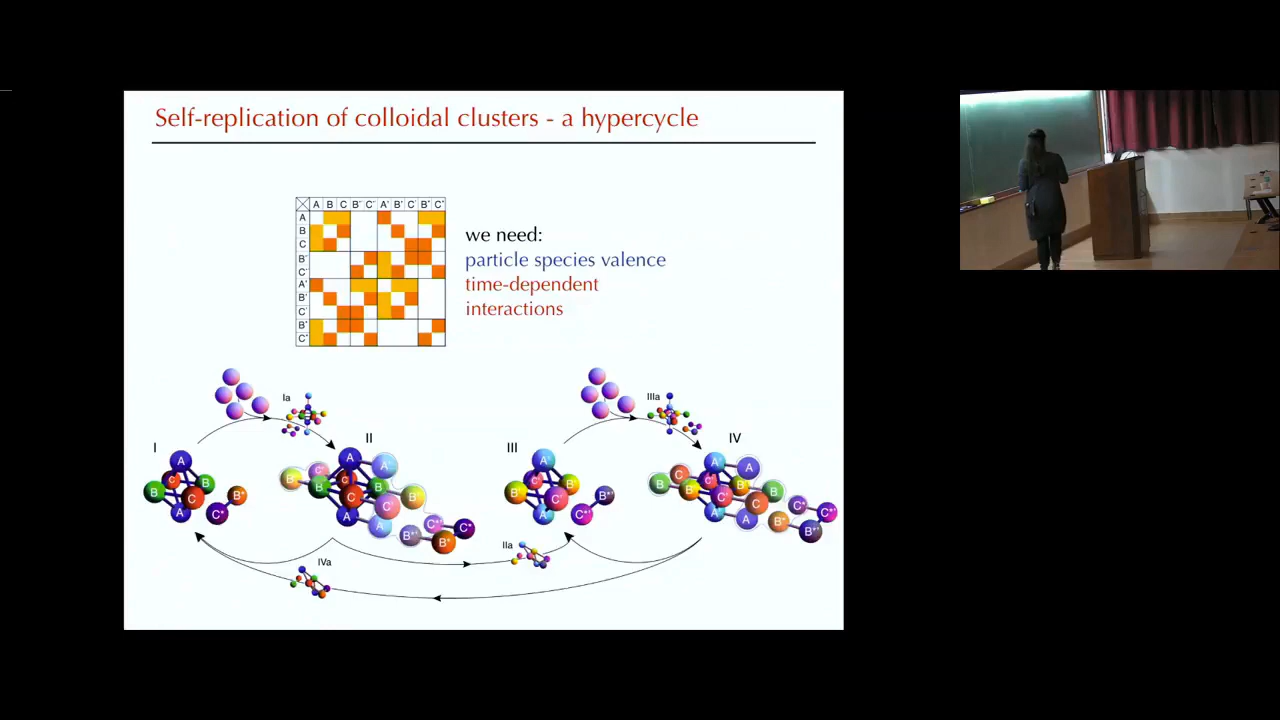 Self-replication of colloidal clusters - a hypercycle
A B C B'' C'' A' B' C' B* C*
A
B
C
B''
C''
A'
B'
C'
B*
C*
we need:
particle species valence
time-dependent
interactions
Ia
IIIa
I
II
III
IV
A
C
B
B
C
A
B*
C*
A
A'
B'
C'
C
B
B
C
C'
B'
A
A'
C*'
C*
B*'
B*
A'
C'
B'
B'
C'
A'
B*'
C*'
A'
A
B
C
C'
B'
B'
B
C'
C
A'
A
C*
C*'
B*
B*'
IIa
IVa